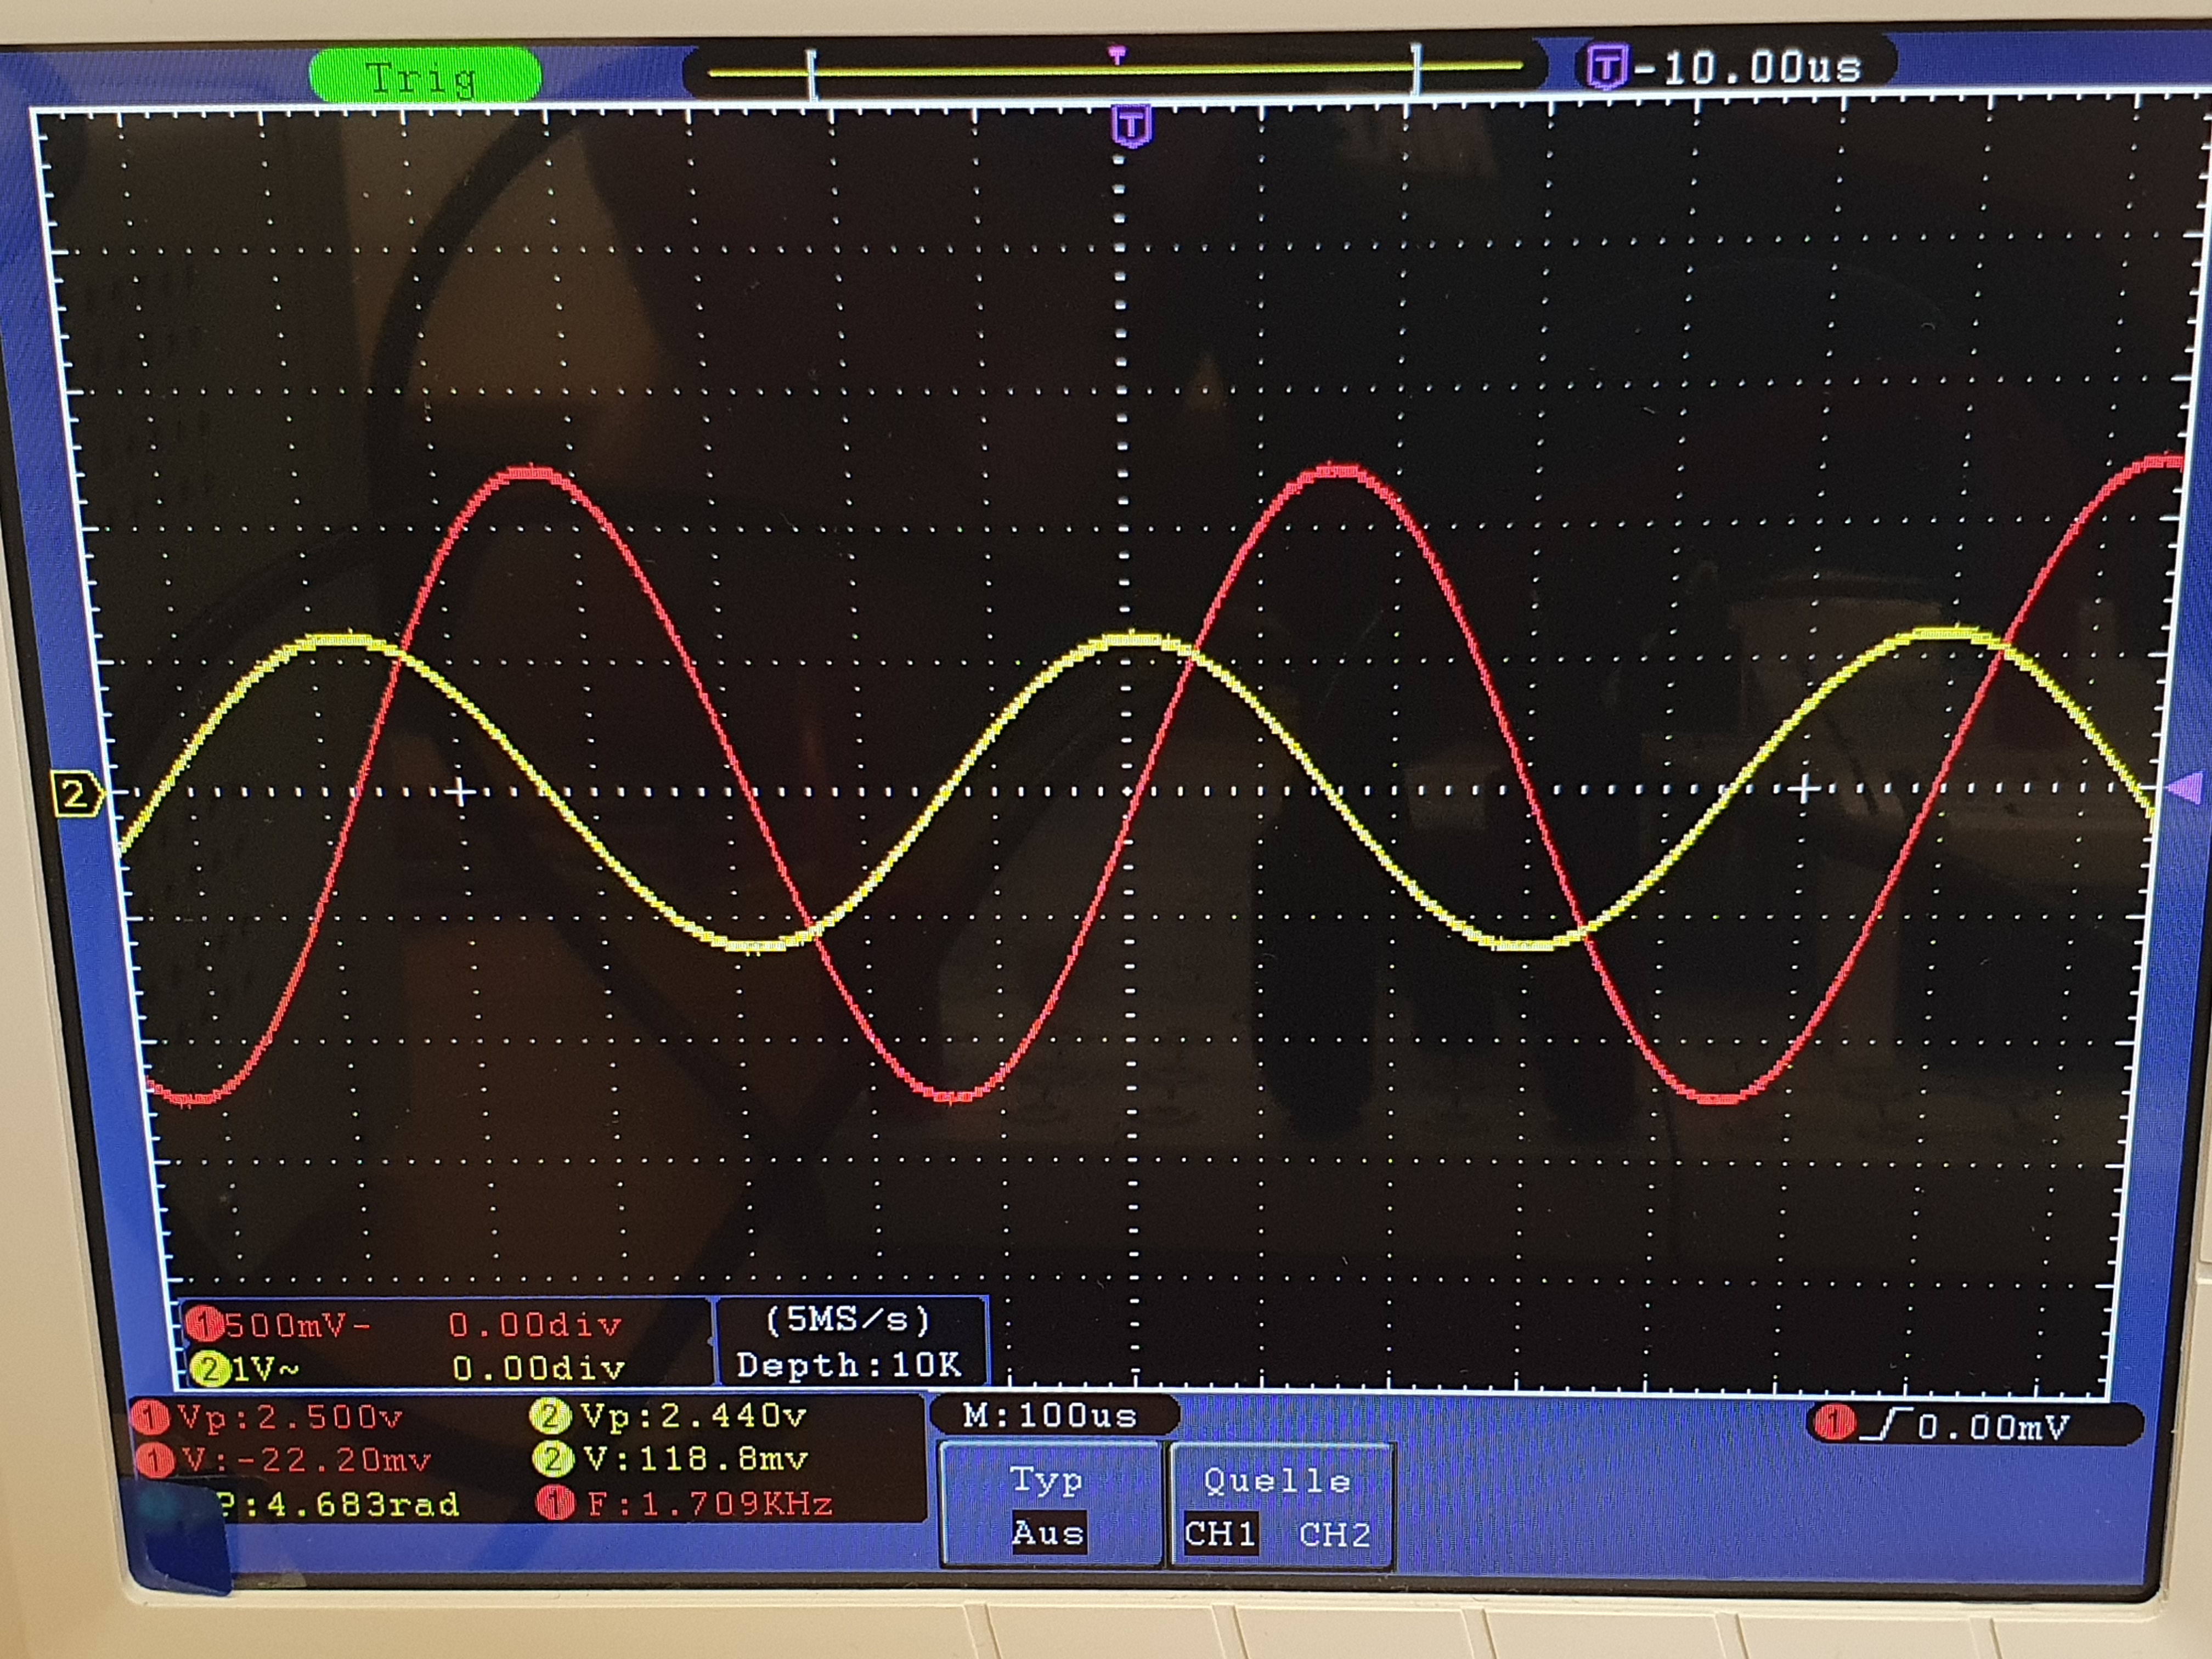 Trig T T -10.00us
T
2
1 500mV- 0.00div (5MS/s)
2 1V~ 0.00div Depth:10K
1 Vp:2.500v 2 Vp:2.440v M:100us 1 0.00mV
1 V:-22.20mv 2 V:118.8mv Typ Quelle
P:4.683rad 1 F:1.709KHz Aus CH1 CH2